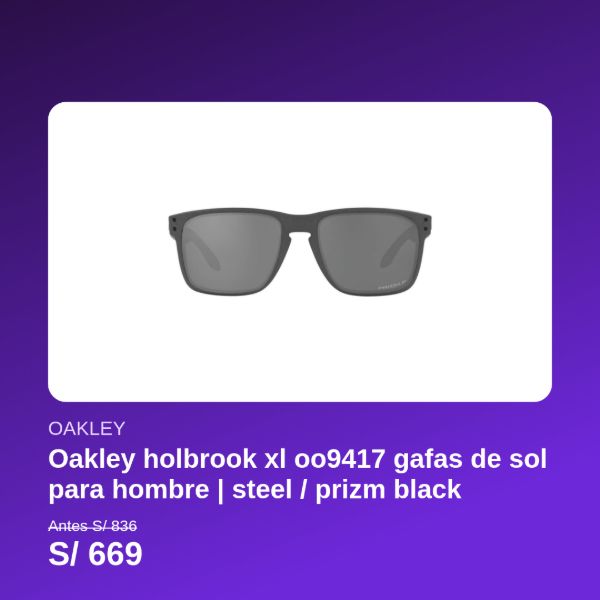 OAKLEY
Oakley holbrook xl oo9417 gafas de sol
para hombre | steel / prizm black
Antes S/ 836
S/ 669